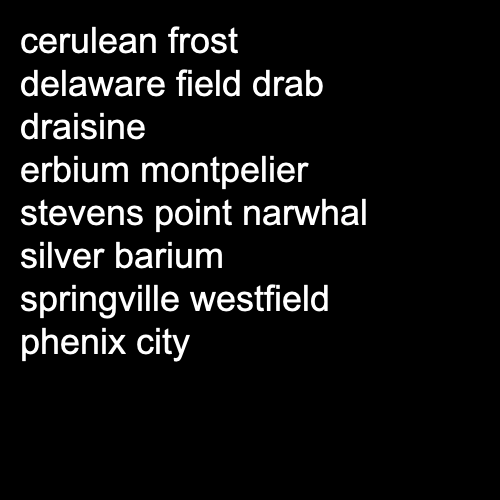 cerulean frost
delaware field drab
draisine
erbium montpelier
stevens point narwhal
silver barium
springville westfield
phenix city